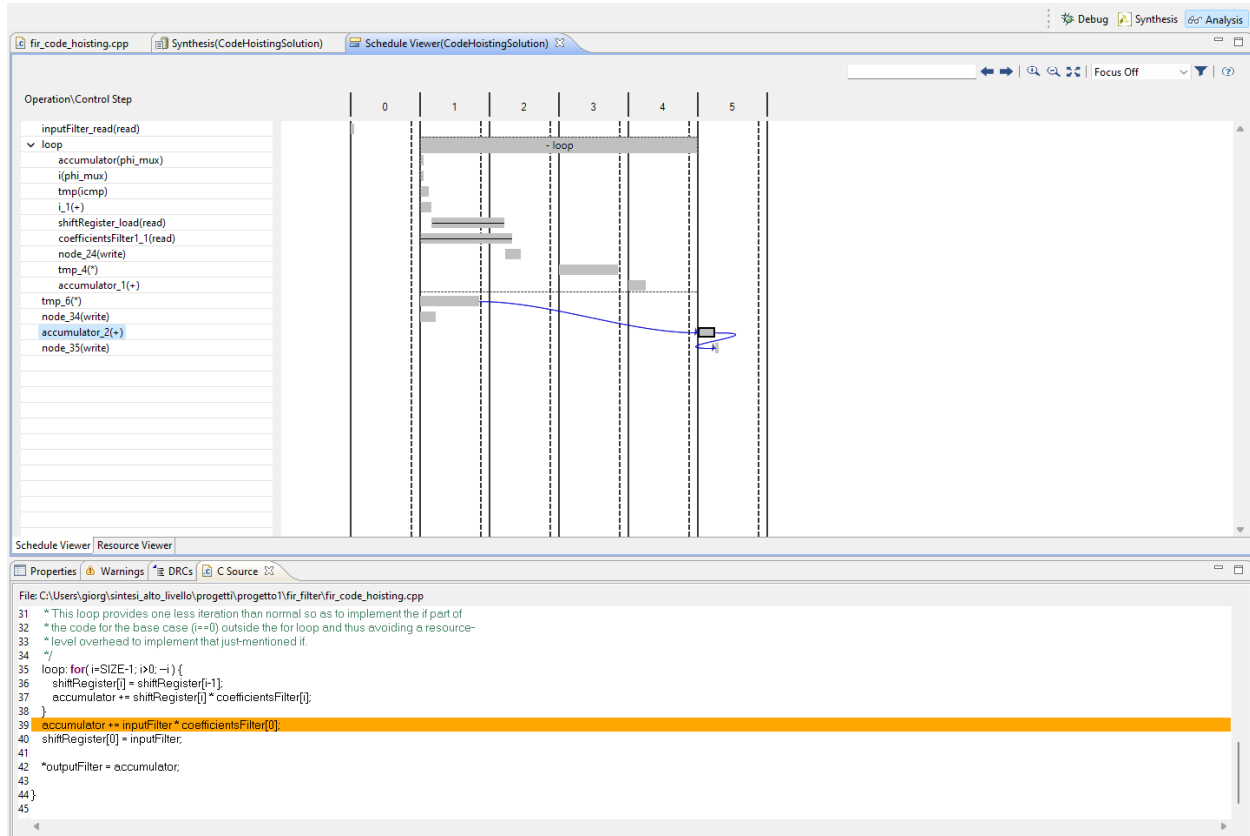 Debug Synthesis Analysis
fir_code_hoisting.cpp Synthesis(CodeHoistingSolution) Schedule Viewer(CodeHoistingSolution)
Focus Off
Operation\Control Step 0 1 2 3 4 5
inputFilter_read(read)
loop - loop
accumulator(phi_mux)
i(phi_mux)
tmp(icmp)
i_1(+)
shiftRegister_load(read)
coefficientsFilter1_1(read)
node_24(write)
tmp_4(*)
accumulator_1(+)
tmp_6(*)
node_34(write)
accumulator_2(+)
node_35(write)
Schedule Viewer Resource Viewer
Properties Warnings DRCs C Source
File: C:\Users\giorg\sintesi_alto_livello\progetti\progetto1\fir_filter\fir_code_hoisting.cpp
31 * This loop provides one less iteration than normal so as to implement the if part of
32 * the code for the base case (i==0) outside the for loop and thus avoiding a resource-
33 * level overhead to implement that just-mentioned if.
34 */
35 loop: for( i=SIZE-1; i>0; --i ) {
36 shiftRegister[i] = shiftRegister[i-1];
37 accumulator += shiftRegister[i] * coefficientsFilter[i];
38 }
39 accumulator += inputFilter * coefficientsFilter[0];
40 shiftRegister[0] = inputFilter;
41
42 *outputFilter = accumulator;
43
44 }
45